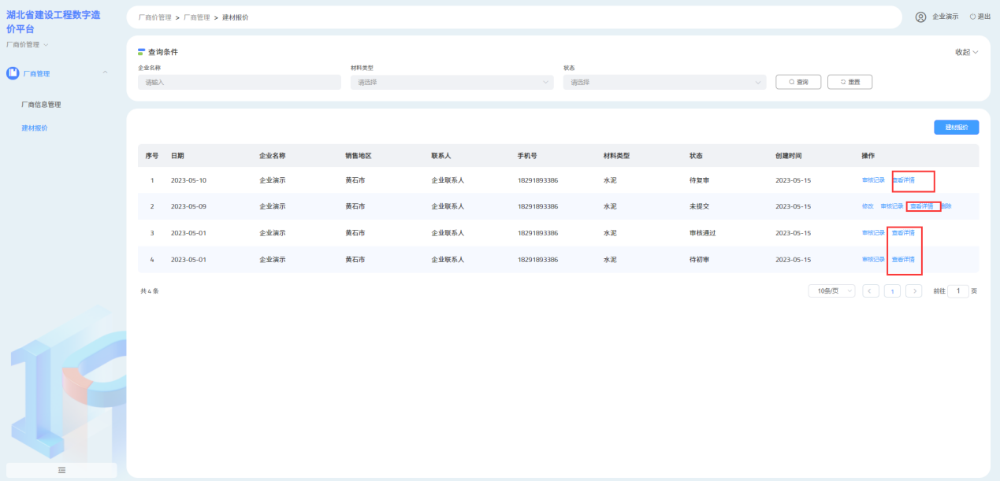 湖北省建设工程数字造
价平台
厂商价管理
厂商价管理 > 厂商管理 > 建材报价
企业演示 退出
厂商管理
厂商信息管理
建材报价
查询条件 收起
企业名称 材料类型 状态
请输入 请选择 请选择 查询 重置
建材报价
序号 日期 企业名称 销售地区 联系人 手机号 材料类型 状态 创建时间 操作
1 2023-05-10 企业演示 黄石市 企业联系人 18291893386 水泥 待复审 2023-05-15 审核记录 查看详情
2 2023-05-09 企业演示 黄石市 企业联系人 18291893386 水泥 未提交 2023-05-15 修改 审核记录 查看详情 删除
3 2023-05-01 企业演示 黄石市 企业联系人 18291893386 水泥 审核通过 2023-05-15 审核记录 查看详情
4 2023-05-01 企业演示 黄石市 企业联系人 18291893386 水泥 待初审 2023-05-15 审核记录 查看详情
共 4 条 10条/页 < 1 > 前往 1 页